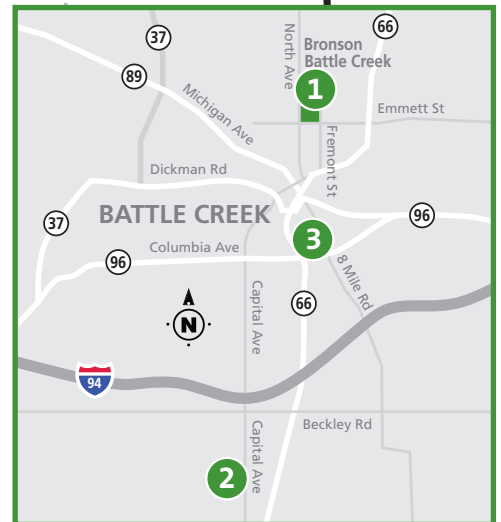 37
66
North Ave
Bronson
Battle Creek
89
1
Michigan Ave
Emmett St
Fremont St
Dickman Rd
BATTLE CREEK
37
96
3
96
Columbia Ave
8 Mile Rd
Capital Ave
66
N
94
Beckley Rd
Capital Ave
2